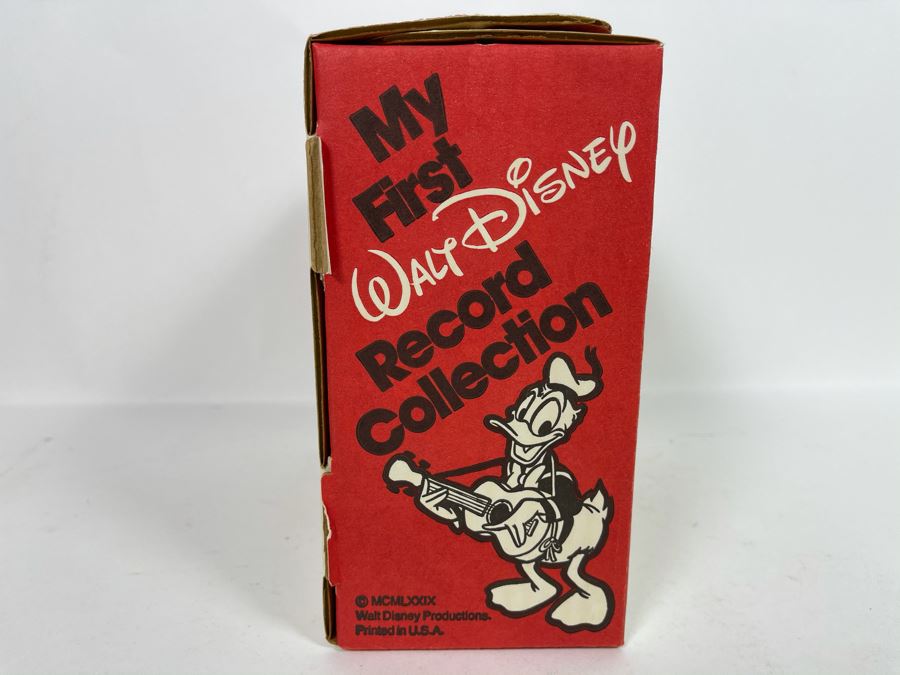 My
First
WALT DISNEY
Record
Collection
© MCMLXXIX
Walt Disney Productions.
Printed in U.S.A.